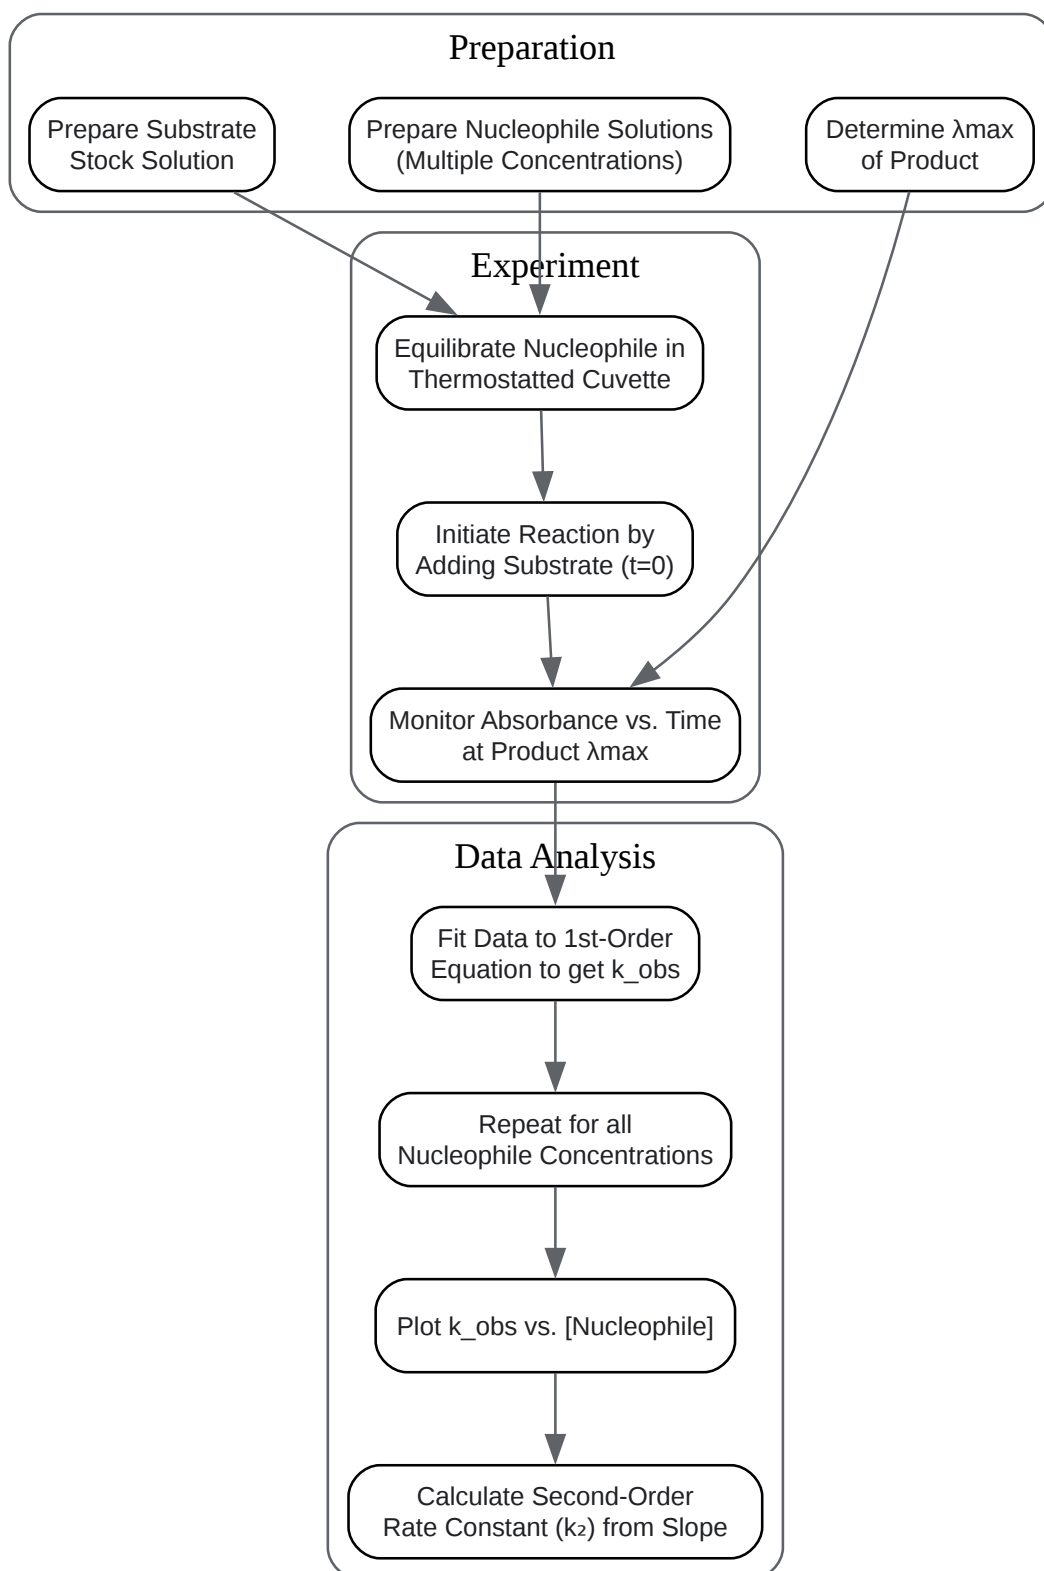 Preparation
Prepare Substrate
Stock Solution
Prepare Nucleophile Solutions
(Multiple Concentrations)
Determine λmax
of Product
Experiment
Equilibrate Nucleophile in
Thermostatted Cuvette
Initiate Reaction by
Adding Substrate (t=0)
Monitor Absorbance vs. Time
at Product λmax
Data Analysis
Fit Data to 1st-Order
Equation to get k_obs
Repeat for all
Nucleophile Concentrations
Plot k_obs vs. [Nucleophile]
Calculate Second-Order
Rate Constant (k₂) from Slope